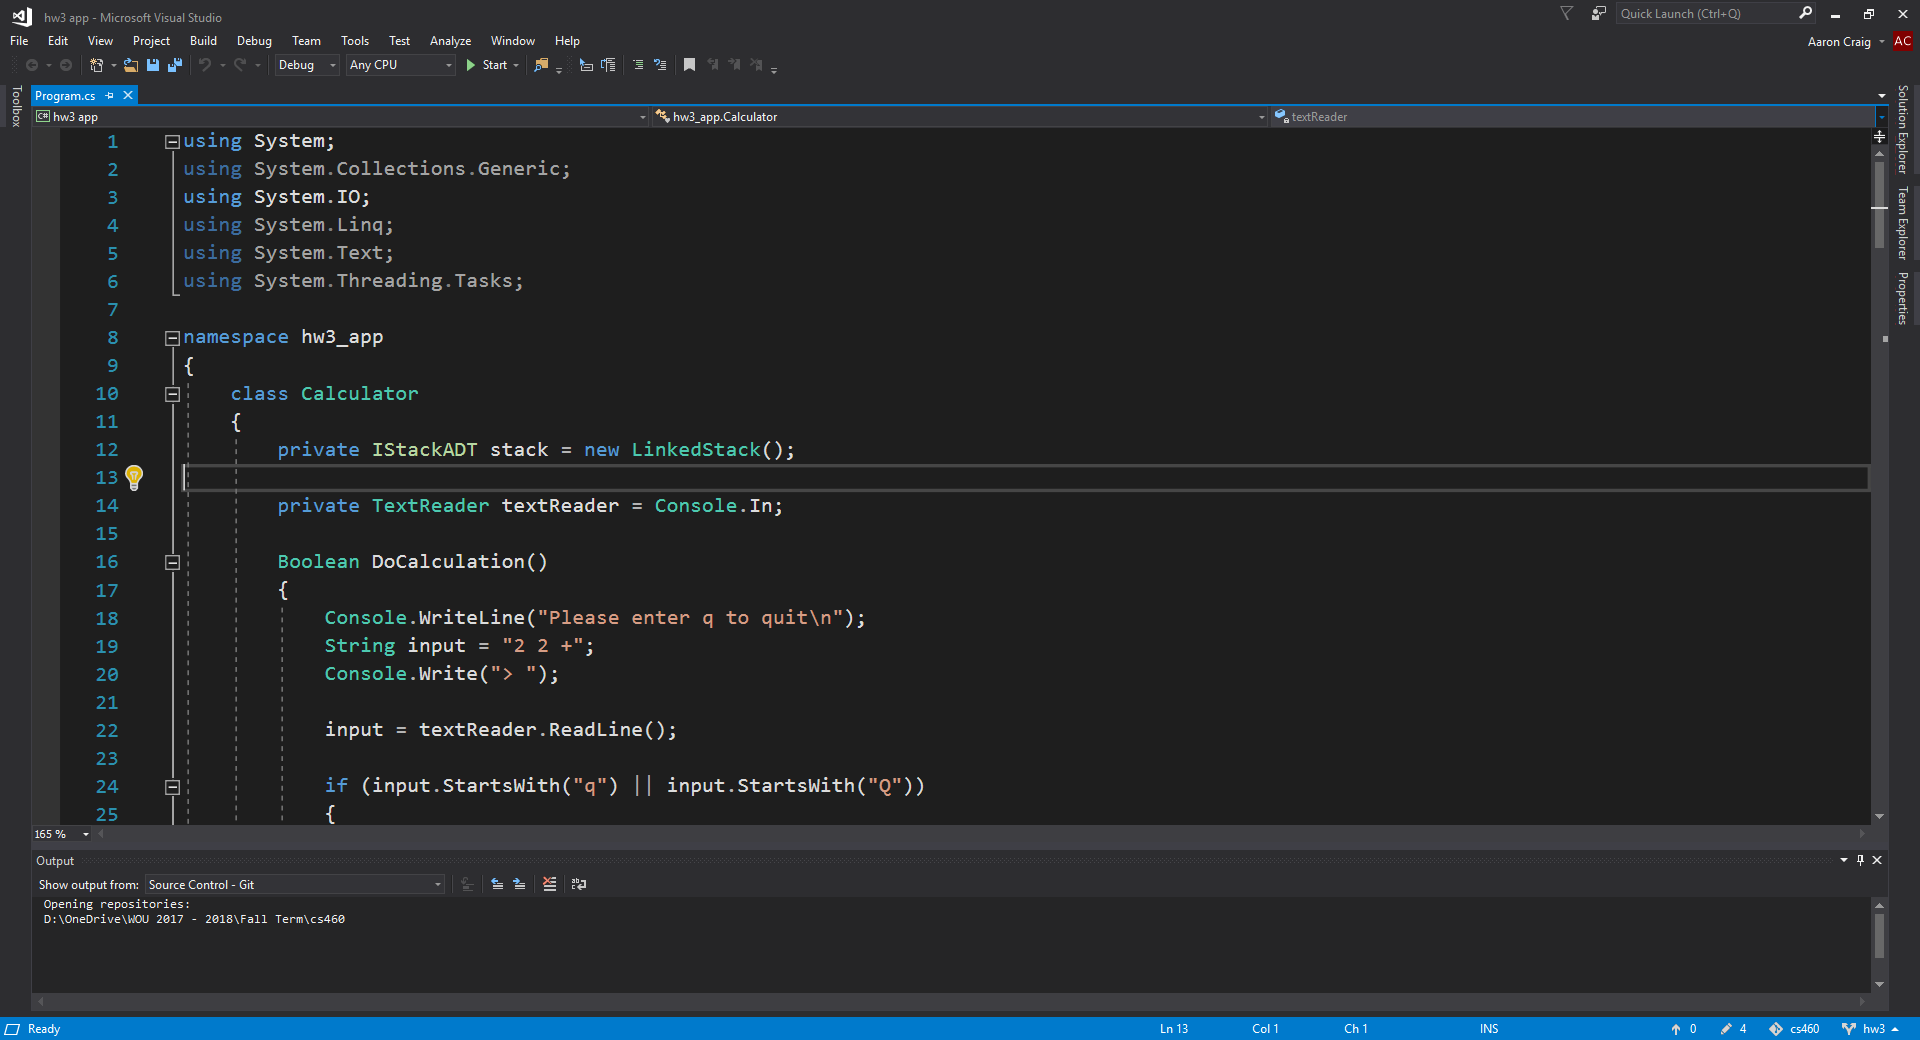 hw3 app - Microsoft Visual Studio
Quick Launch (Ctrl+Q)
File Edit View Project Build Debug Team Tools Test Analyze Window Help
Aaron Craig AC
Debug Any CPU Start
Toolbox
Program.cs
C# hw3 app hw3_app.Calculator textReader
Solution Explorer
Team Explorer
Properties
1 using System;
2 using System.Collections.Generic;
3 using System.IO;
4 using System.Linq;
5 using System.Text;
6 using System.Threading.Tasks;
7
8 namespace hw3_app
9 {
10 class Calculator
11 {
12 private IStackADT stack = new LinkedStack();
13
14 private TextReader textReader = Console.In;
15
16 Boolean DoCalculation()
17 {
18 Console.WriteLine("Please enter q to quit\n");
19 String input = "2 2 +";
20 Console.Write("> ");
21
22 input = textReader.ReadLine();
23
24 if (input.StartsWith("q") || input.StartsWith("Q"))
25 {
165 %
Output
Show output from: Source Control - Git
Opening repositories:
D:\OneDrive\WOU 2017 - 2018\Fall Term\cs460
Ready Ln 13 Col 1 Ch 1 INS 0 4 cs460 hw3